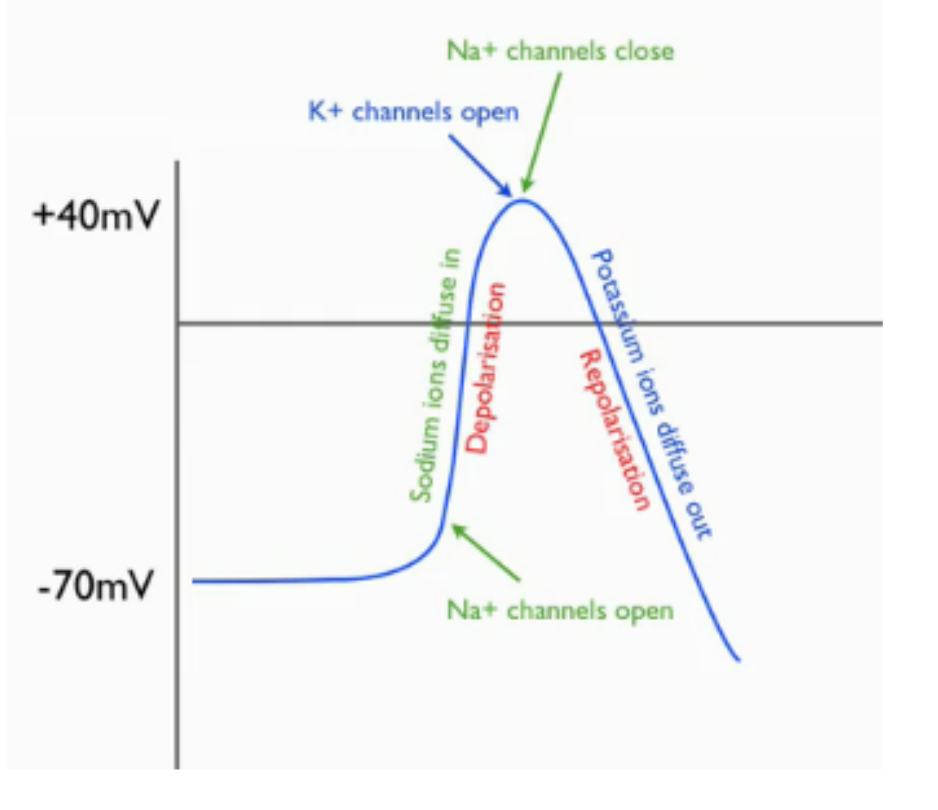 Na+ channels close
K+ channels open
+40mV
Sodium ions diffuse in
Depolarisation
Potassium ions diffuse out
Repolarisation
-70mV
Na+ channels open